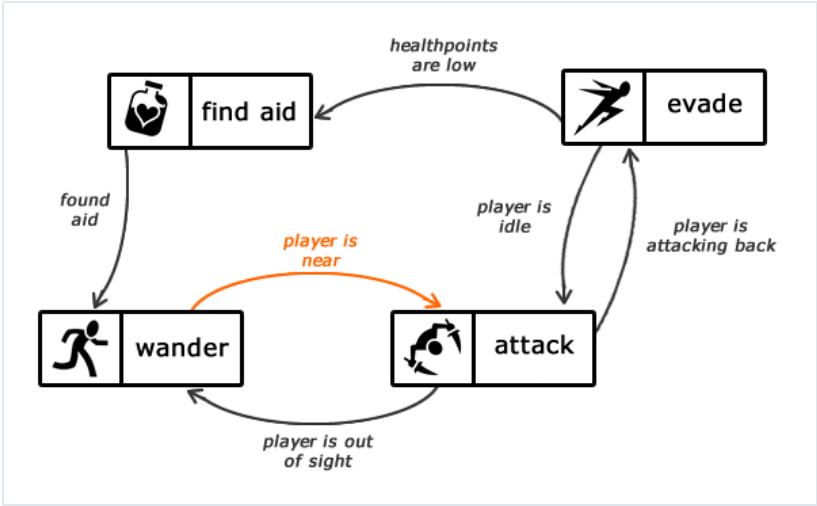 healthpoints
are low
find aid
evade
found
aid
player is
idle
player is
attacking back
player is
near
wander
attack
player is out
of sight